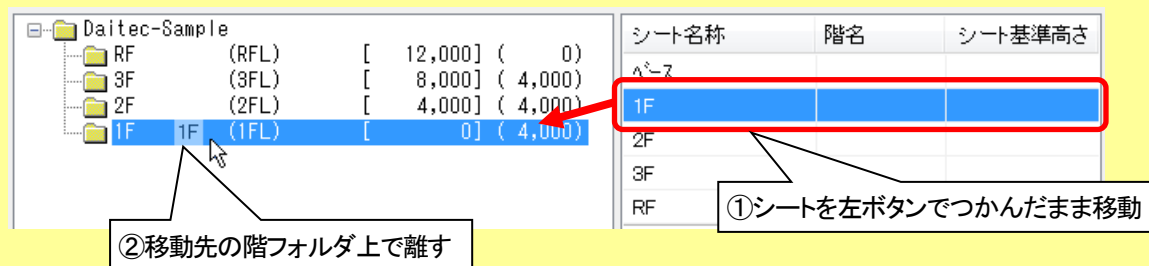 Daitec-Sample
RF (RFL) [ 12,000] ( 0)
3F (3FL) [ 8,000] ( 4,000)
2F (2FL) [ 4,000] ( 4,000)
1F 1F (1FL) [ 0] ( 4,000)
②移動先の階フォルダ上で離す
シート名称 階名 シート基準高さ
ﾍﾞｰｽ
1F
2F
3F
RF
①シートを左ボタンでつかんだまま移動